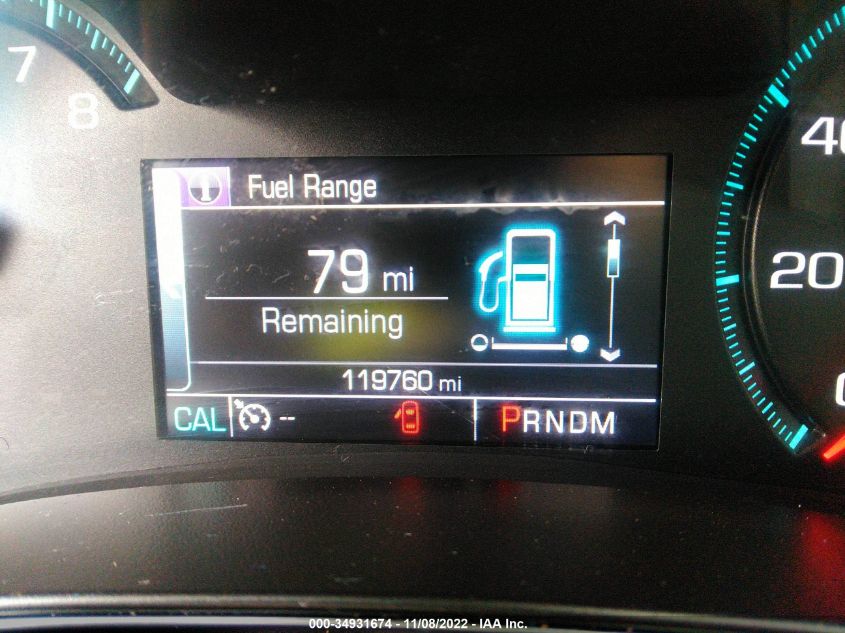 7
8
Fuel Range
79 mi
Remaining
119760 mi
CAL
--
PRNDM
20
000-34931674 - 11/08/2022 - IAA Inc.